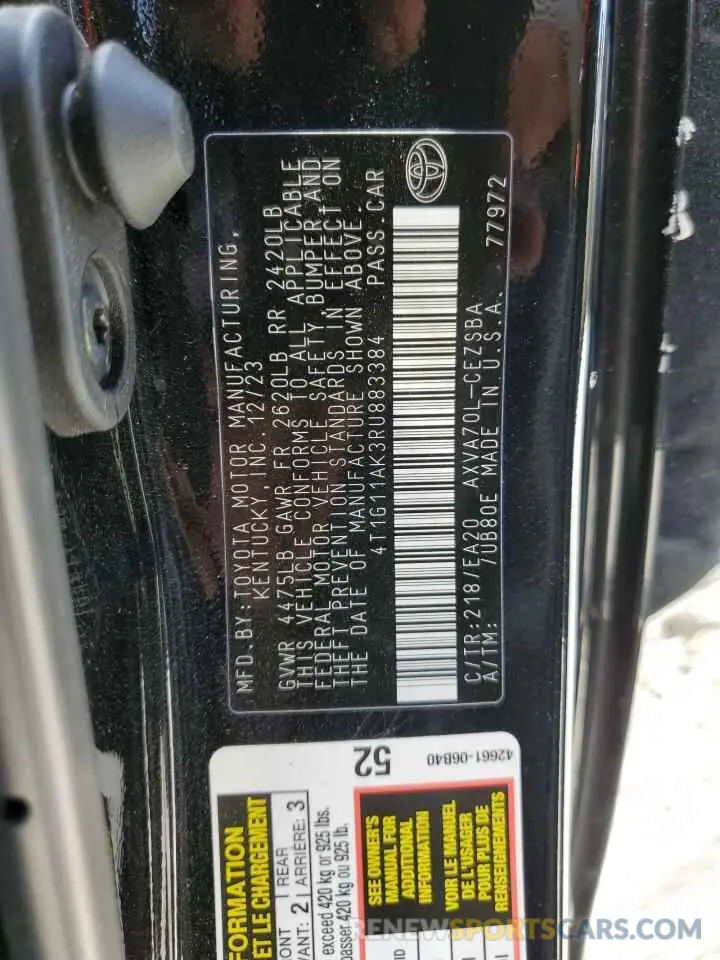 MFD. BY: TOYOTA MOTOR MANUFACTURING,
KENTUCKY, INC. 12/23
GVWR 4475LB GAWR FR 2620LB RR 2420LB
THIS VEHICLE CONFORMS TO ALL APPLICABLE
FEDERAL MOTOR VEHICLE SAFETY, BUMPER AND
THEFT PREVENTION STANDARDS IN EFFECT ON
THE DATE OF MANUFACTURE SHOWN ABOVE.
4T1G11AK3RU883384 PASS. CAR
C/TR: 218/EA20 AXVA70L-CEZSBA
A/TM: 70B80E MADE IN U.S.A. 77972
52
42661-06B40
FORMATION
ET LE CHARGEMENT
REAR
VANT: 2 ARRIÈRE: 3
exceed 420 kg or 925 lbs.
passer 420 kg ou 925 lb.
SEE OWNER'S
MANUAL FOR
ADDITIONAL
INFORMATION
VOIR LE MANUEL
DE L'USAGER
POUR PLUS DE
RENSEIGNEMENTS
RENEWSPORTSCARS.COM